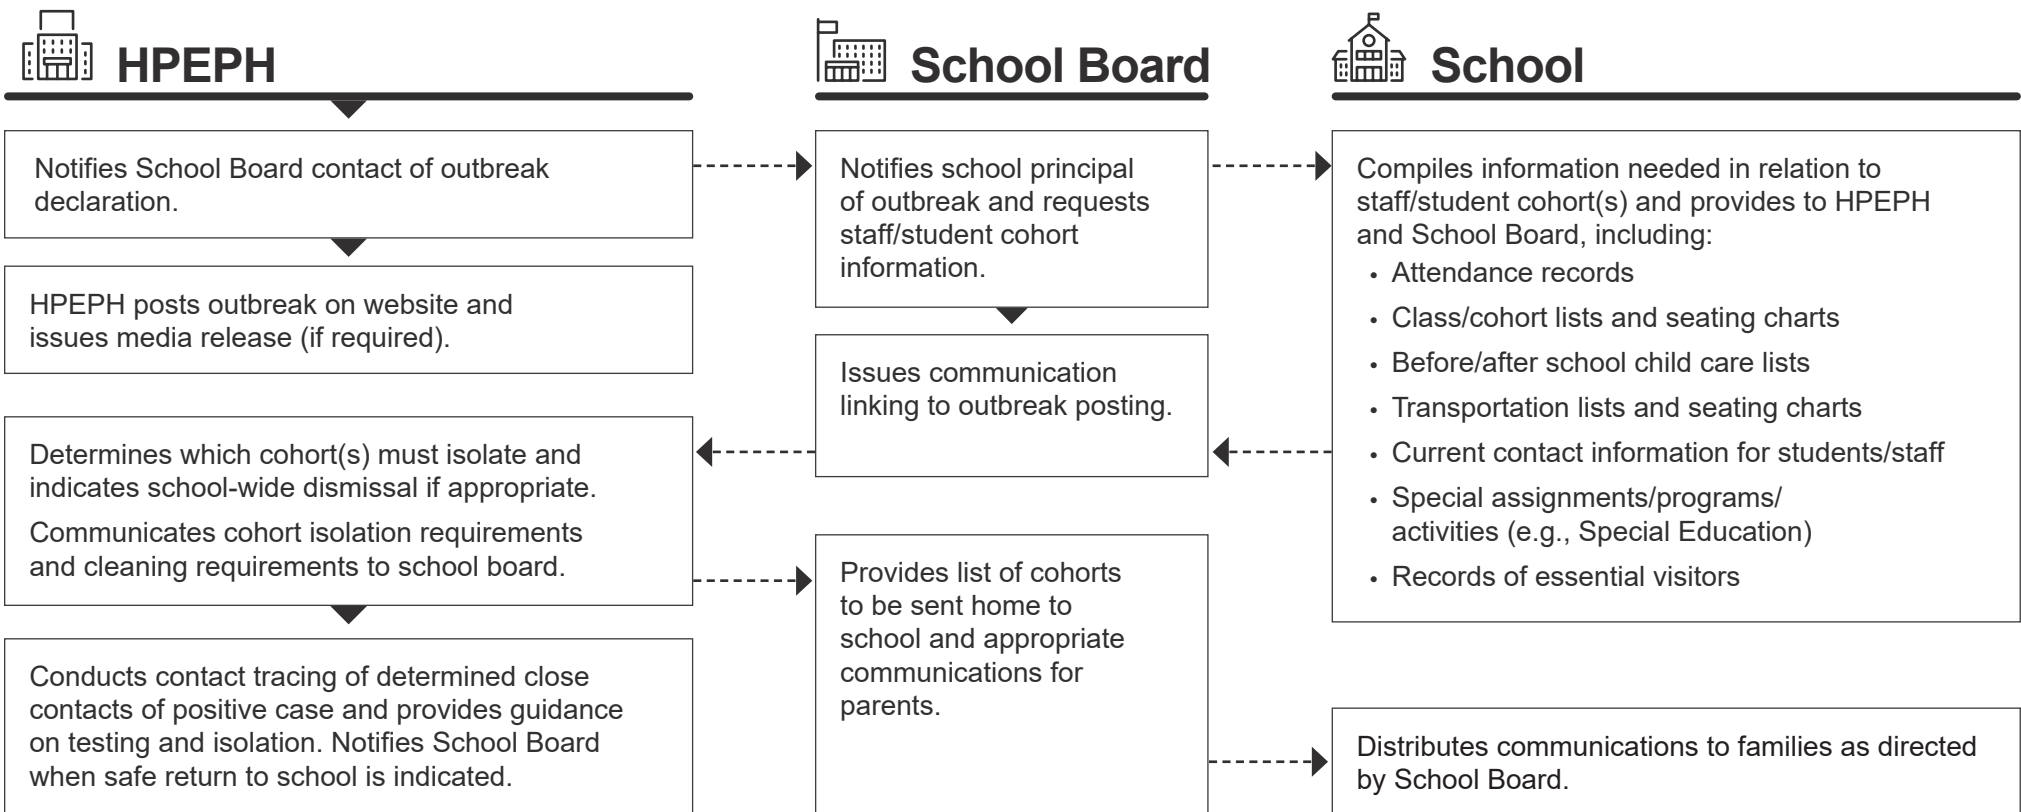 HPEPH
Notifies School Board contact of outbreak
declaration.
HPEPH posts outbreak on website and
issues media release (if required).
Determines which cohort(s) must isolate and
indicates school-wide dismissal if appropriate.
Communicates cohort isolation requirements
and cleaning requirements to school board.
Conducts contact tracing of determined close
contacts of positive case and provides guidance
on testing and isolation. Notifies School Board
when safe return to school is indicated.
School Board
Notifies school principal
of outbreak and requests
staff/student cohort
information.
Issues communication
linking to outbreak posting.
Provides list of cohorts
to be sent home to
school and appropriate
communications for
parents.
School
Compiles information needed in relation to
staff/student cohort(s) and provides to HPEPH
and School Board, including:
• Attendance records
• Class/cohort lists and seating charts
• Before/after school child care lists
• Transportation lists and seating charts
• Current contact information for students/staff
• Special assignments/programs/
activities (e.g., Special Education)
• Records of essential visitors
Distributes communications to families as directed
by School Board.